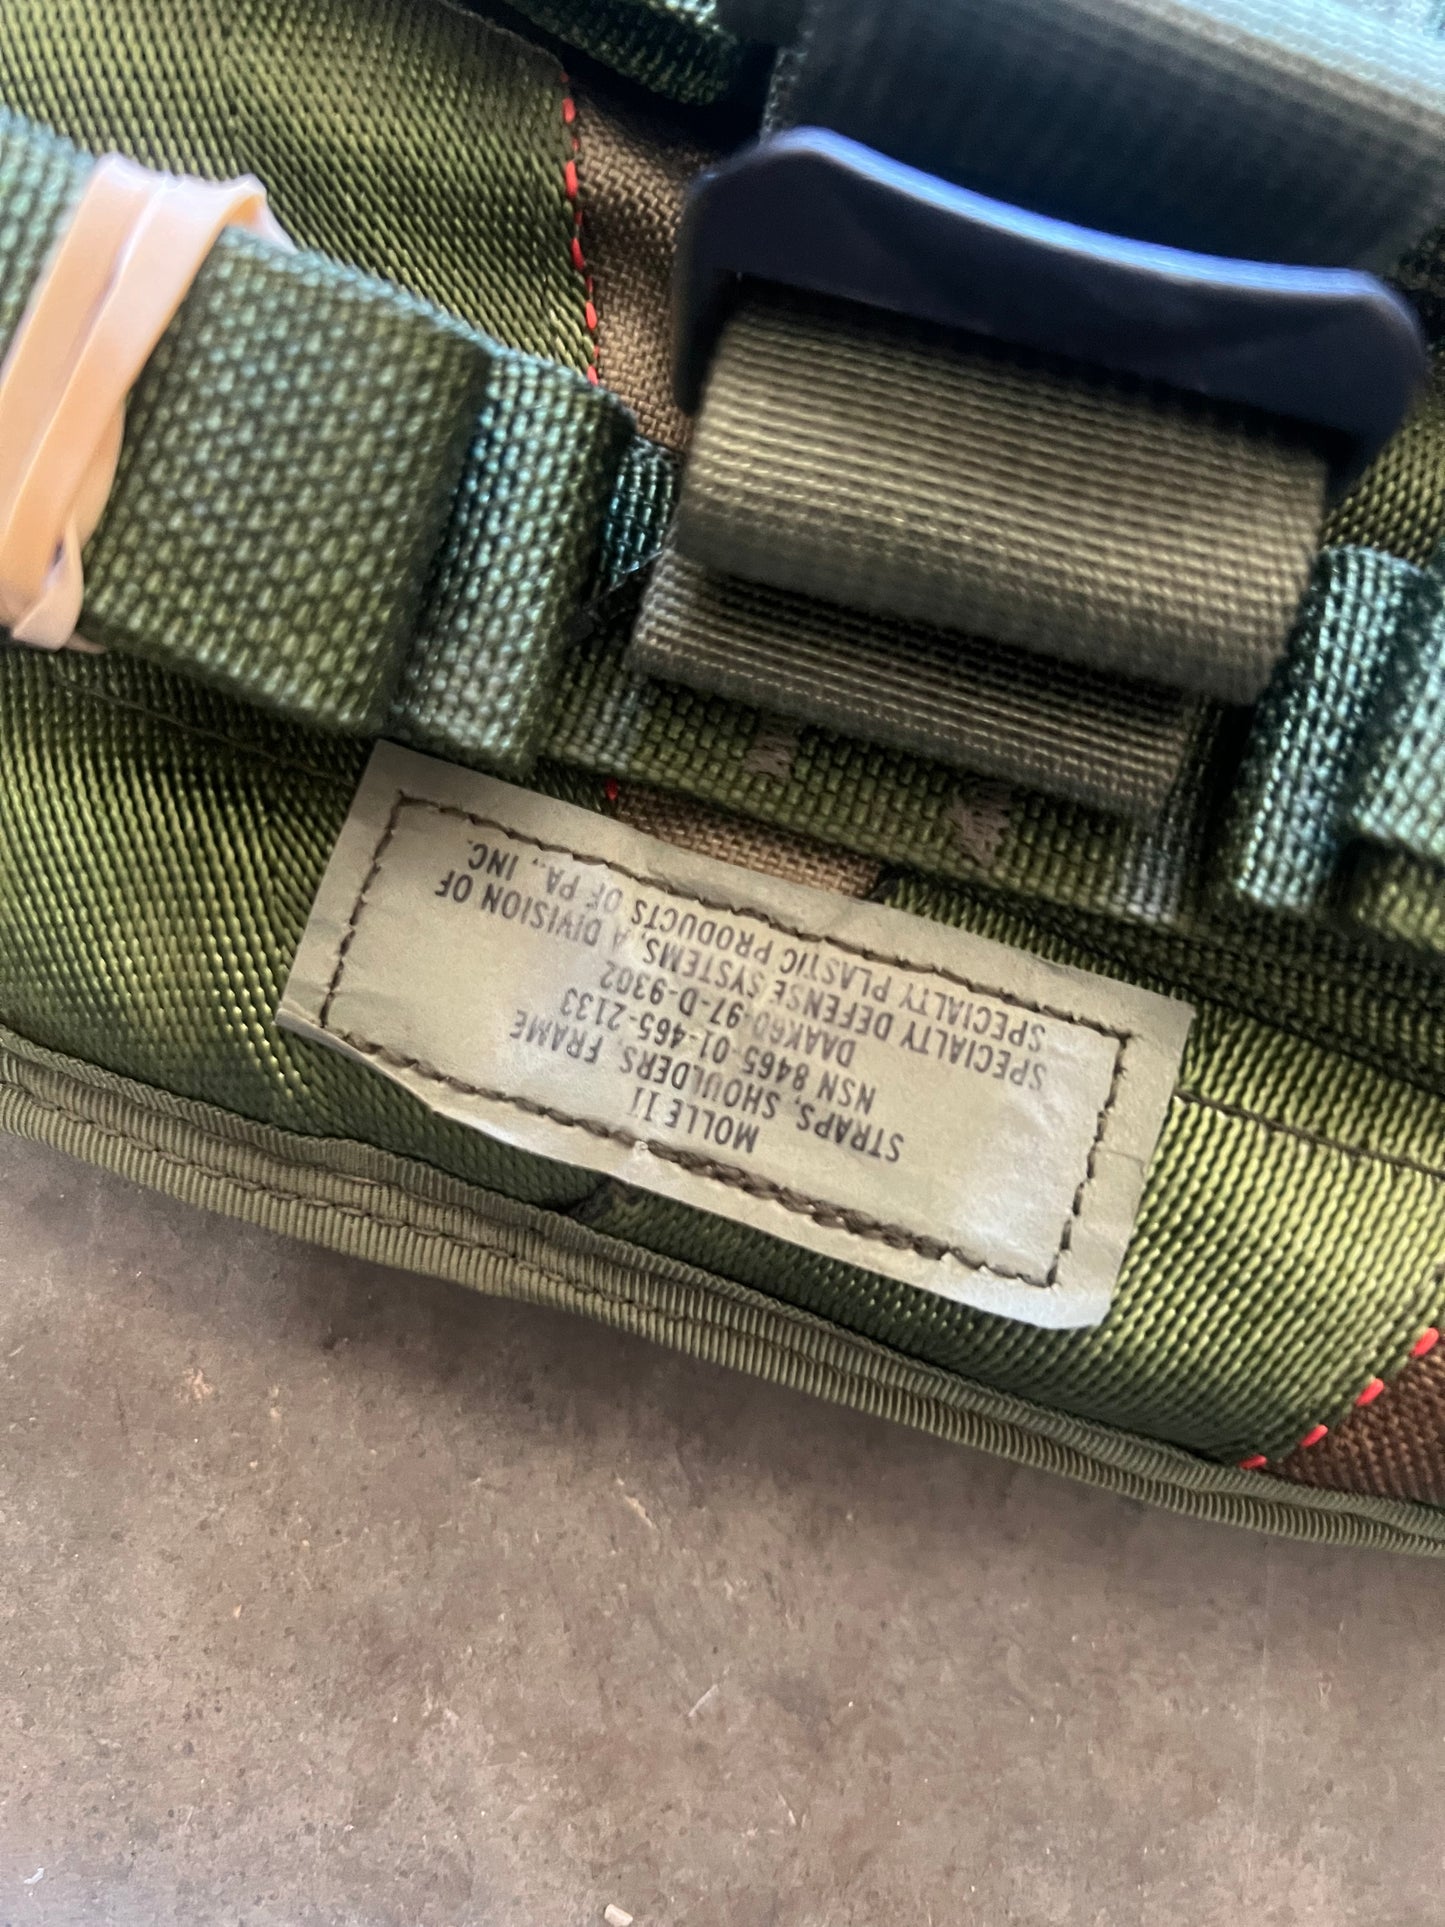 MOLLE II
STRAPS, SHOULDERS, FRAME
NSN 8465-01-465-2133
DAAK60-97-D-9302
SPECIALTY DEFENSE SYSTEMS, A DIVISION OF
SPECIALTY PLASTIC PRODUCTS OF PA., INC.